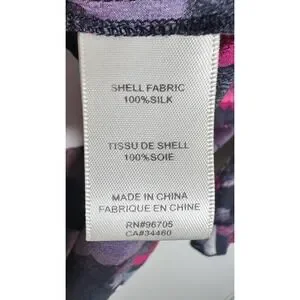 SHELL FABRIC
100%SILK
TISSU DE SHELL
100%SOIE
MADE IN CHINA
FABRIQUE EN CHINE
RN#96705
CA#34460